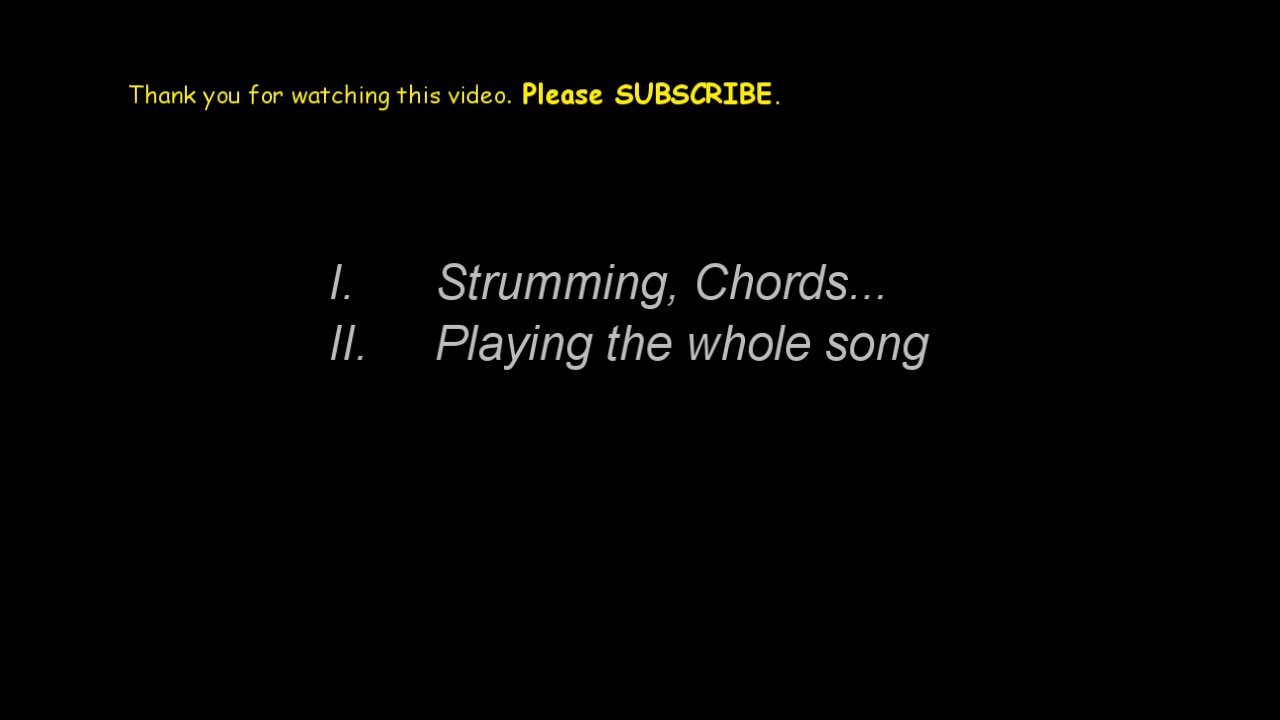 Thank you for watching this video. Please SUBSCRIBE.
I. Strumming, Chords...
II. Playing the whole song